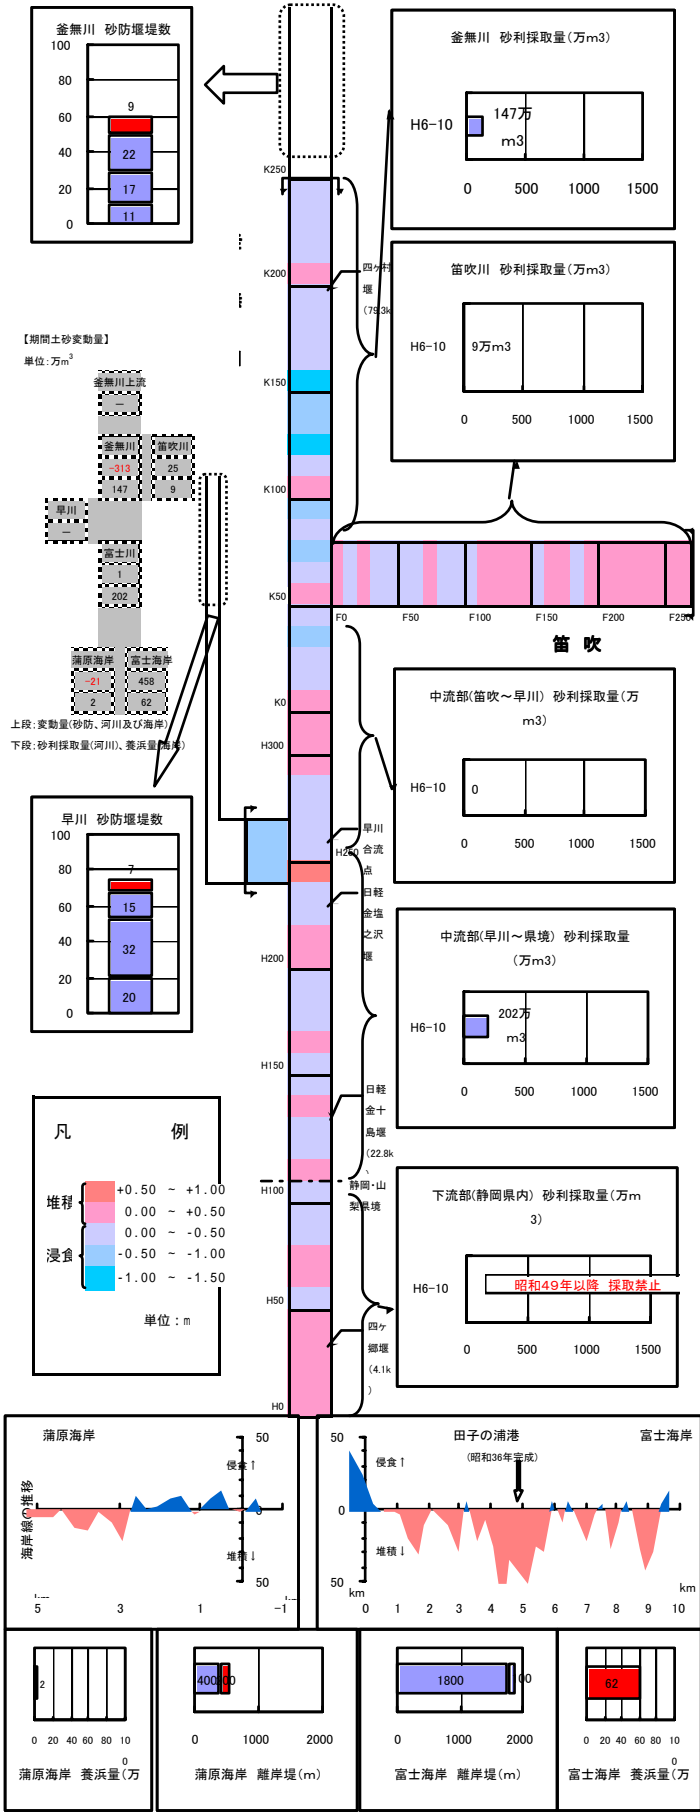 釜無川 砂防堰堤数
100
80
60
40
20
0
9
22
17
11
釜無川 砂利採取量(万m3)
H6-10
147万
m3
0 500 1000 1500
笛吹川 砂利採取量(万m3)
H6-10
9万m3
0 500 1000 1500
K250
K200
K150
K100
K50
K0
H300
H260
H200
H150
H100
H50
H0
四ヶ村
堰
(79.3k
【期間土砂変動量】
単位:万m3
釜無川上流
－
釜無川 笛吹川
-313 25
147 9
早川
－
富士川
1
202
蒲原海岸 富士海岸
-21 458
2 62
上段:変動量(砂防、河川及び海岸)
下段:砂利採取量(河川)、養浜量(海岸)
F0 F50 F100 F150 F200 F250
笛 吹
中流部(笛吹～早川) 砂利採取量(万
m3)
H6-10
0
0 500 1000 1500
早川 砂防堰堤数
100
80
60
40
20
0
7
15
32
20
早川
合流
点
日軽
金塩
之沢
堰
中流部(早川～県境) 砂利採取量
(万m3)
H6-10
202万
m3
0 500 1000 1500
日軽
金十
島堰
(22.8k
)
静岡・山
梨県境
凡 例
堆積
+0.50 ~ +1.00
0.00 ~ +0.50
浸食
0.00 ~ -0.50
-0.50 ~ -1.00
-1.00 ~ -1.50
単位:m
下流部(静岡県内) 砂利採取量(万m
3)
H6-10
昭和49年以降 採取禁止
0 500 1000 1500
四ヶ
郷堰
(4.1k
)
蒲原海岸
海岸線の推移
50
侵食↑
0
堆積↓
50
km
5 3 1 -1
田子の浦港
(昭和36年完成)
富士海岸
50
侵食↑
0
堆積↓
50
km
km
0 1 2 3 4 5 6 7 8 9 10
2
0 20 40 60 80 10
0
蒲原海岸 養浜量(万
400
0 1000 2000
蒲原海岸 離岸堤(m)
1800
0 1000 2000
富士海岸 離岸堤(m)
62
0 20 40 60 80 10
0
富士海岸 養浜量(万